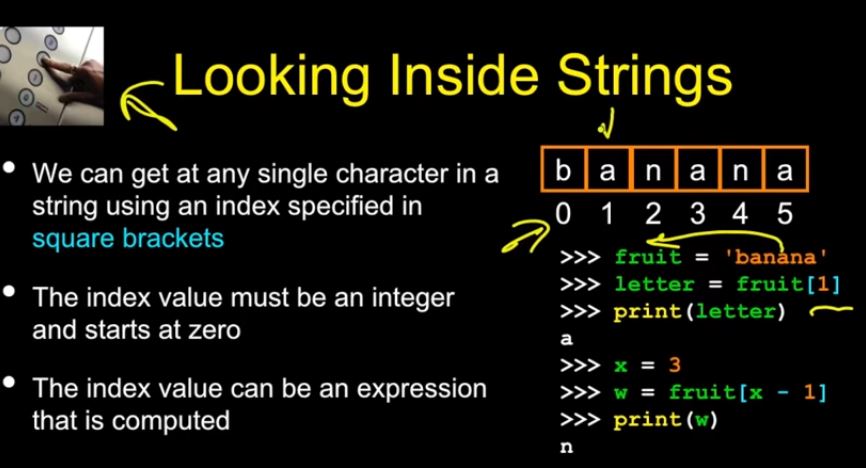 Looking Inside Strings
• We can get at any single character in a
string using an index specified in
square brackets
• The index value must be an integer
and starts at zero
• The index value can be an expression
that is computed
b a n a n a
0 1 2 3 4 5
>>> fruit = 'banana'
>>> letter = fruit[1]
>>> print(letter)
a
>>> x = 3
>>> w = fruit[x - 1]
>>> print(w)
n